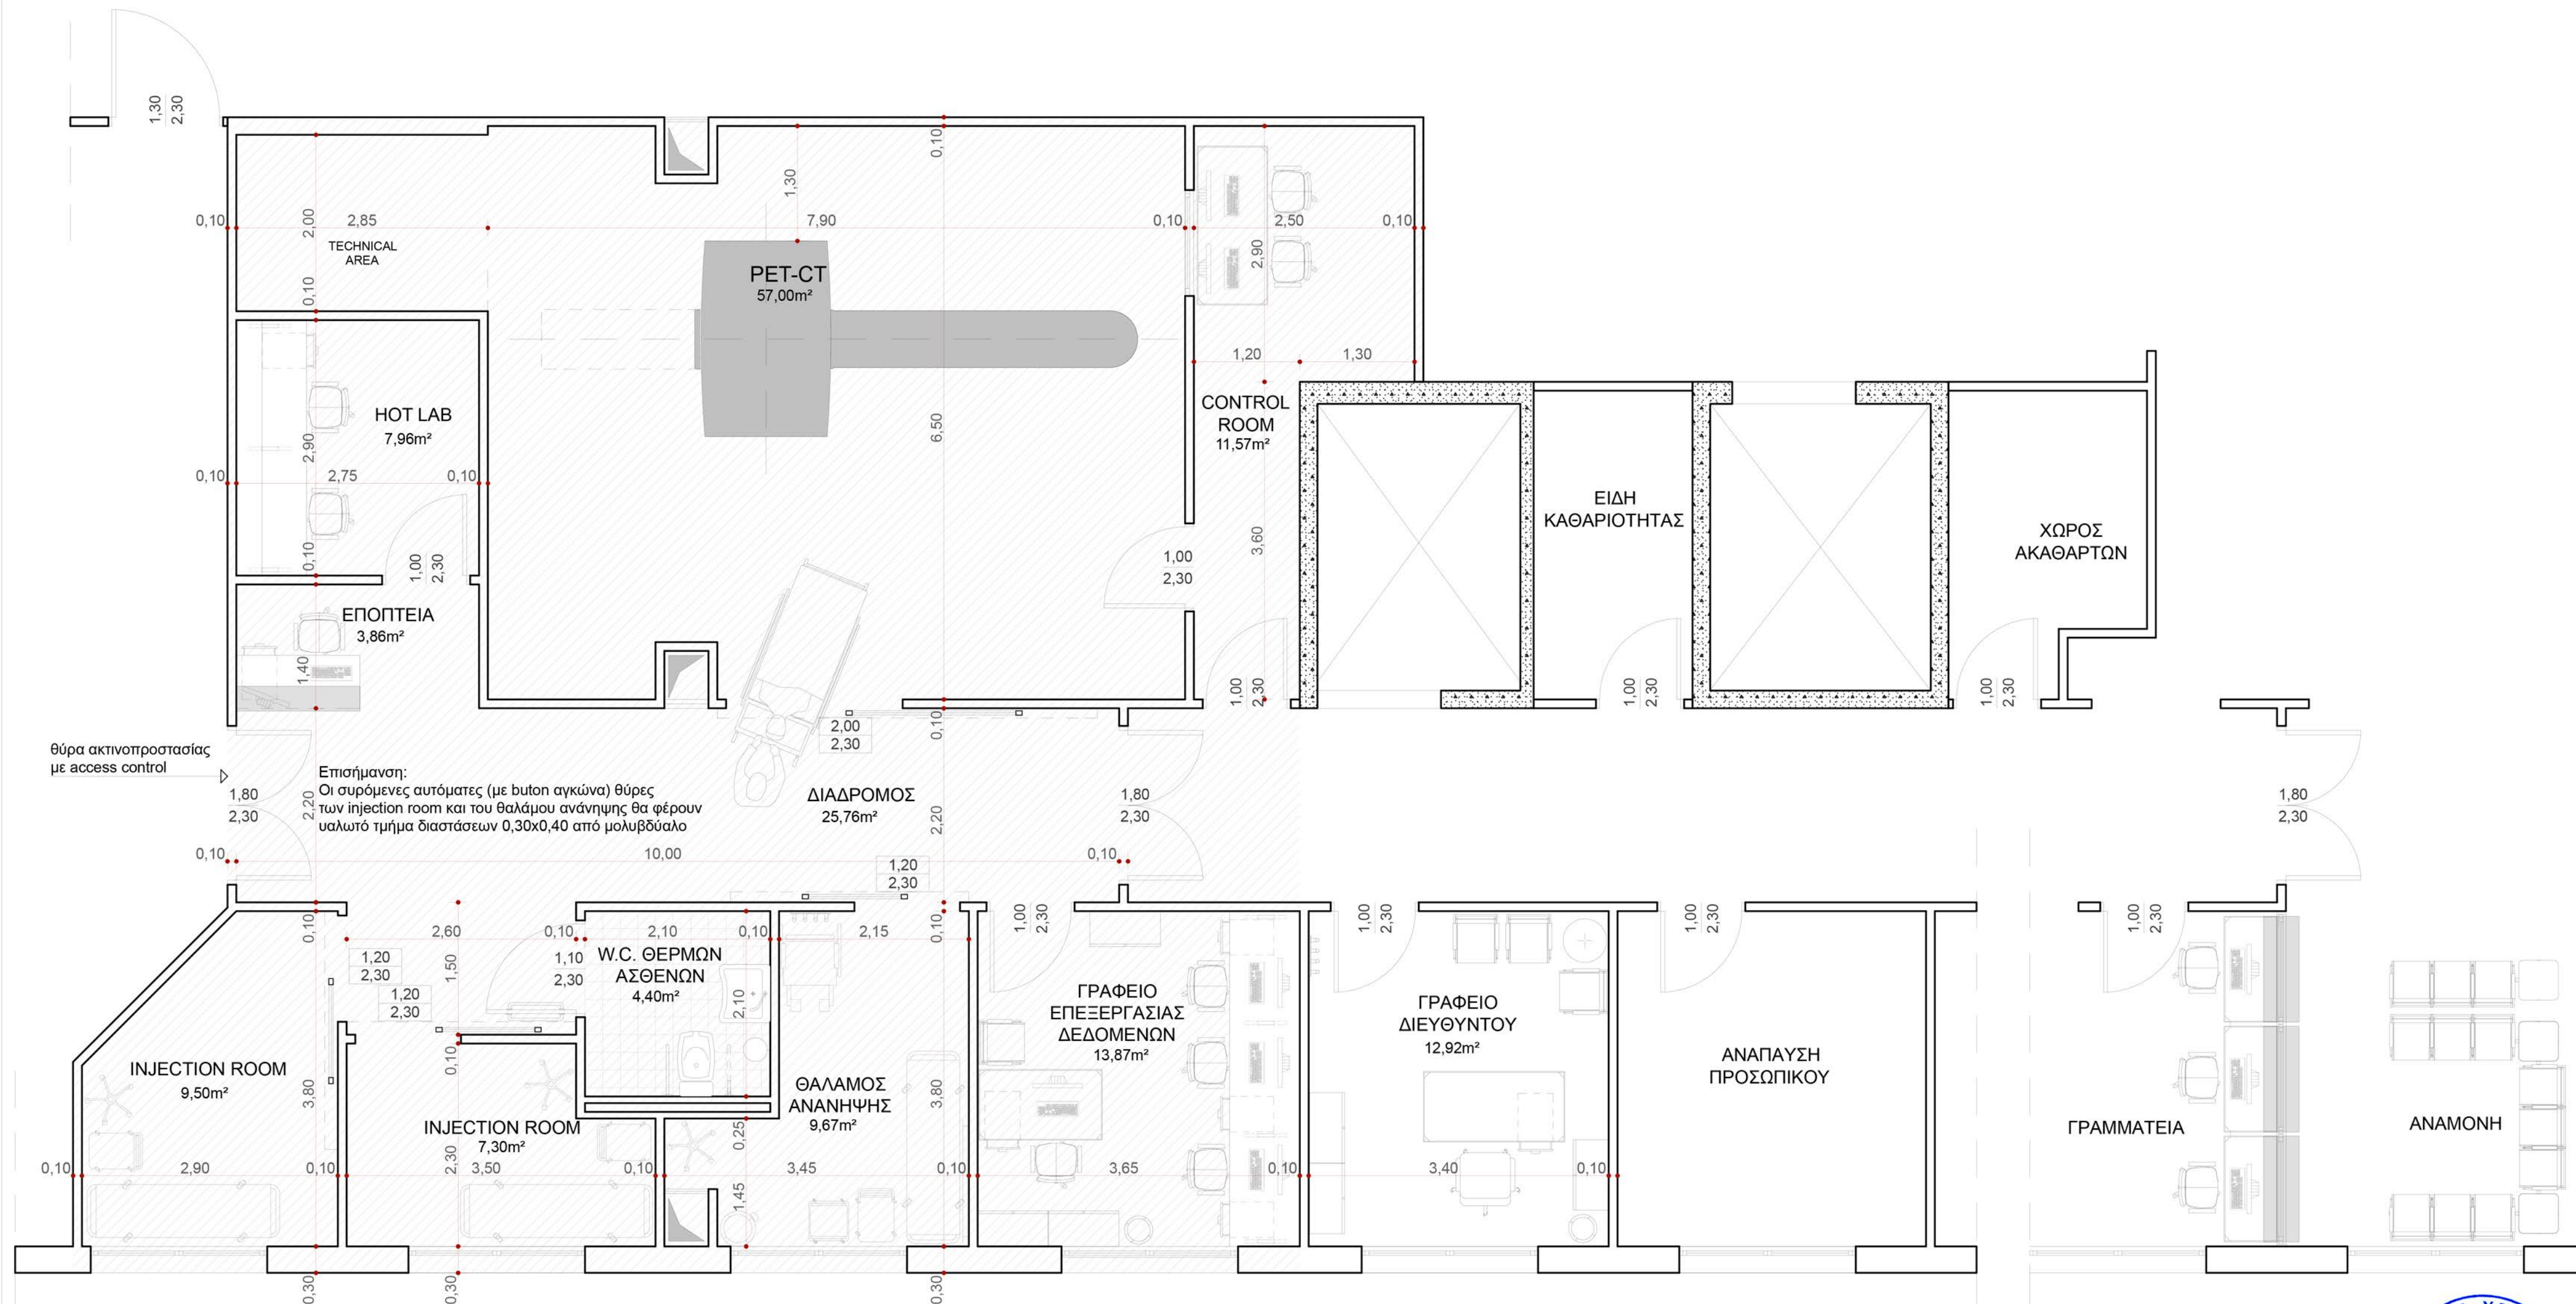 1,30
2,30
0,10
1,30
0,10
2,00
2,85
7,90
0,10
2,50
0,10
TECHNICAL
AREA
2,90
PET-CT
57,00m²
0,10
1,20
1,30
HOT LAB
7,96m²
2,90
0,10
2,75
0,10
6,50
CONTROL
ROOM
11,57m²
3,60
ΕΙΔΗ
ΚΑΘΑΡΙΟΤΗΤΑΣ
ΧΩΡΟΣ
ΑΚΑΘΑΡΤΩΝ
0,10
1,00
2,30
1,00
2,30
ΕΠΟΠΤΕΙΑ
3,86m²
1,40
1,00
2,30
1,00
2,30
1,00
2,30
2,00
2,30
0,10
θύρα ακτινοπροστασίας
με access control
Επισήμανση:
Οι συρόμενες αυτόματες (με buton αγκώνα) θύρες
των injection room και του θαλάμου ανάνηψης θα φέρουν
υαλωτό τμήμα διαστάσεων 0,30x0,40 από μολυβδύαλο
1,80
2,30
2,20
ΔΙΑΔΡΟΜΟΣ
25,76m²
2,20
1,80
2,30
1,80
2,30
0,10
10,00
0,10
1,20
2,30
0,10
2,60
0,10
2,10
0,10
2,15
0,10
1,00
2,30
1,00
2,30
1,00
2,30
1,00
2,30
1,20
2,30
1,50
1,10
2,30
W.C. ΘΕΡΜΩΝ
ΑΣΘΕΝΩΝ
4,40m²
2,10
1,20
2,30
ΓΡΑΦΕΙΟ
ΕΠΕΞΕΡΓΑΣΙΑΣ
ΔΕΔΟΜΕΝΩΝ
13,87m²
ΓΡΑΦΕΙΟ
ΔΙΕΥΘΥΝΤΟΥ
12,92m²
ΑΝΑΠΑΥΣΗ
ΠΡΟΣΩΠΙΚΟΥ
INJECTION ROOM
9,50m²
3,80
0,10
ΘΑΛΑΜΟΣ
ΑΝΑΝΗΨΗΣ
9,67m²
3,80
INJECTION ROOM
7,30m²
0,25
ΓΡΑΜΜΑΤΕΙΑ
ΑΝΑΜΟΝΗ
0,10
2,90
0,10
2,30
3,50
0,10
3,45
0,10
3,65
0,10
3,40
0,10
1,45
0,30
0,30
0,30